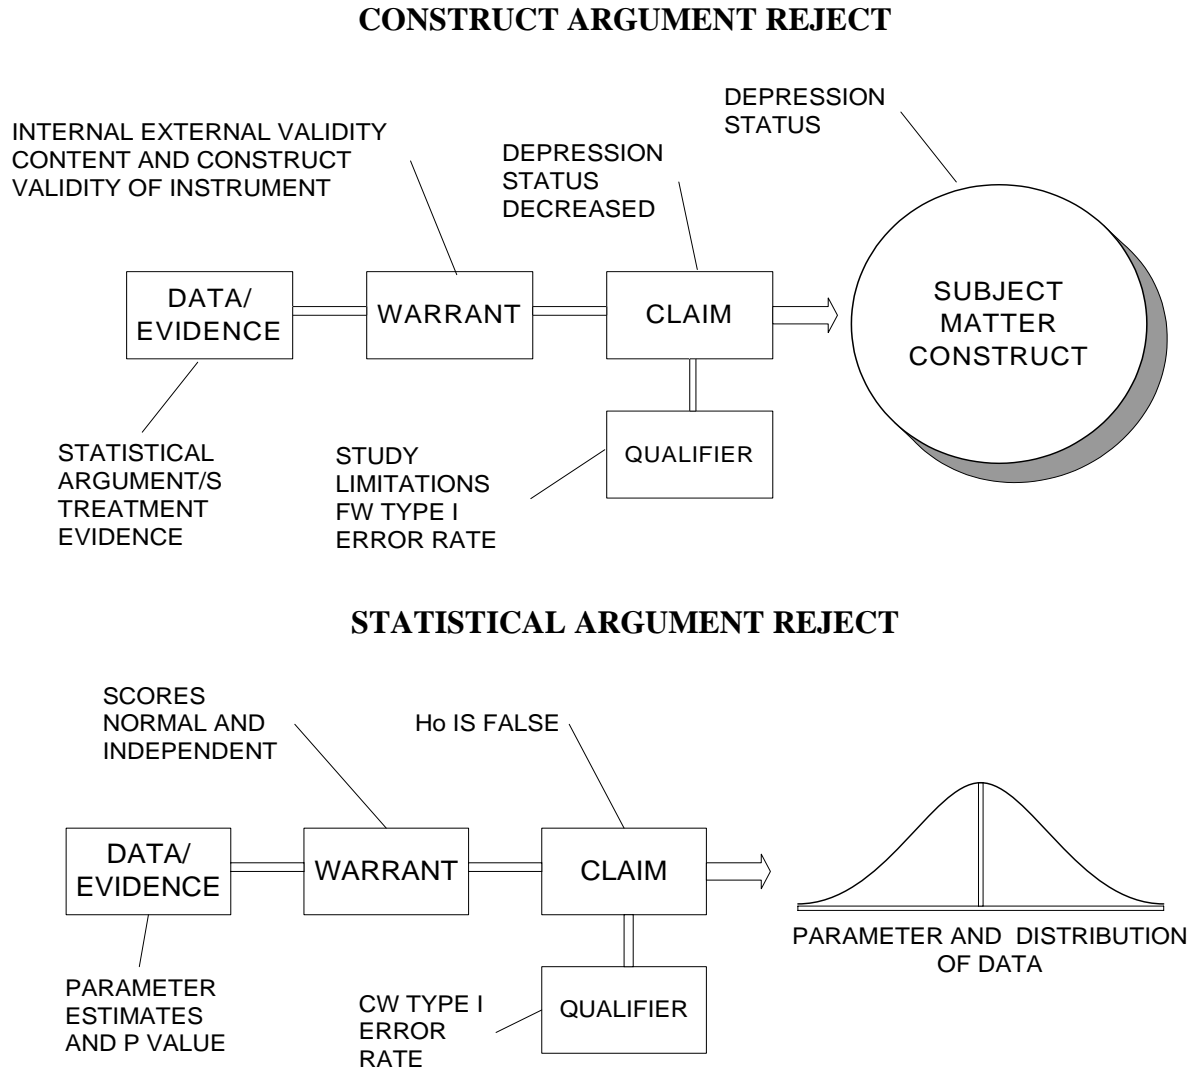 CONSTRUCT ARGUMENT REJECT
DEPRESSION
STATUS
INTERNAL EXTERNAL VALIDITY
CONTENT AND CONSTRUCT
VALIDITY OF INSTRUMENT
DEPRESSION
STATUS
DECREASED
DATA/
EVIDENCE
WARRANT
CLAIM
SUBJECT
MATTER
CONSTRUCT
STATISTICAL
ARGUMENT/S
TREATMENT
EVIDENCE
STUDY
LIMITATIONS
FW TYPE I
ERROR RATE
QUALIFIER
STATISTICAL ARGUMENT REJECT
SCORES
NORMAL AND
INDEPENDENT
Ho IS FALSE
DATA/
EVIDENCE
WARRANT
CLAIM
PARAMETER AND DISTRIBUTION
OF DATA
PARAMETER
ESTIMATES
AND P VALUE
CW TYPE I
ERROR
RATE
QUALIFIER